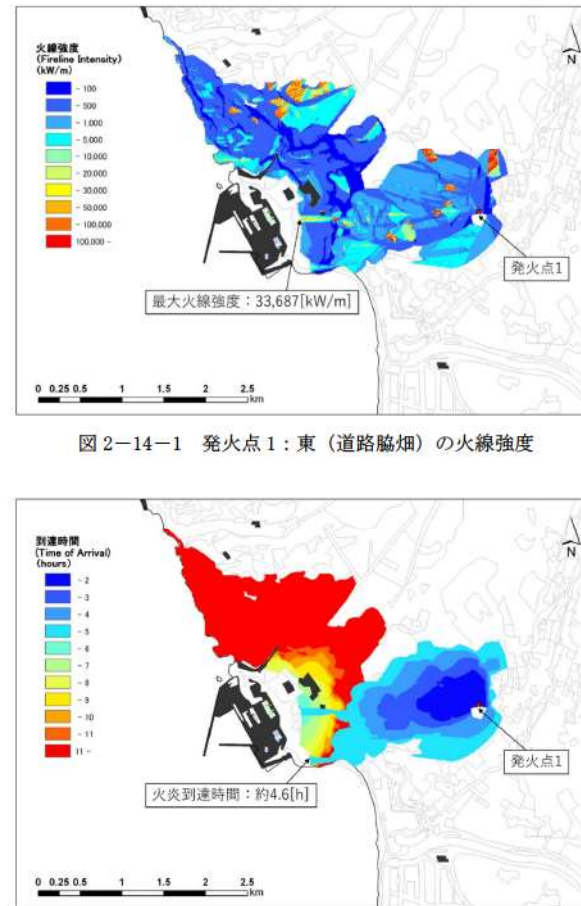 火線強度
(Fireline Intensity)
(kW/m)
- 100
- 500
- 1,000
- 5,000
- 10,000
- 20,000
- 30,000
- 50,000
- 100,000
100,000 -
N
発火点1
最大火線強度：33,687[kW/m]
0 0.25 0.5 1 1.5 2 2.5
km
図 2－14－1 発火点 1：東（道路脇畑）の火線強度
到達時間
(Time of Arrival)
(hours)
- 2
- 3
- 4
- 5
- 6
- 7
- 8
- 9
- 10
- 11
11 -
N
発火点1
火炎到達時間：約4.6[h]
0 0.25 0.5 1 1.5 2 2.5
km